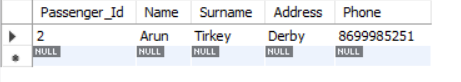 Passenger_Id Name Surname Address Phone
2 Arun Tirkey Derby 8699985251
NULL NULL NULL NULL NULL